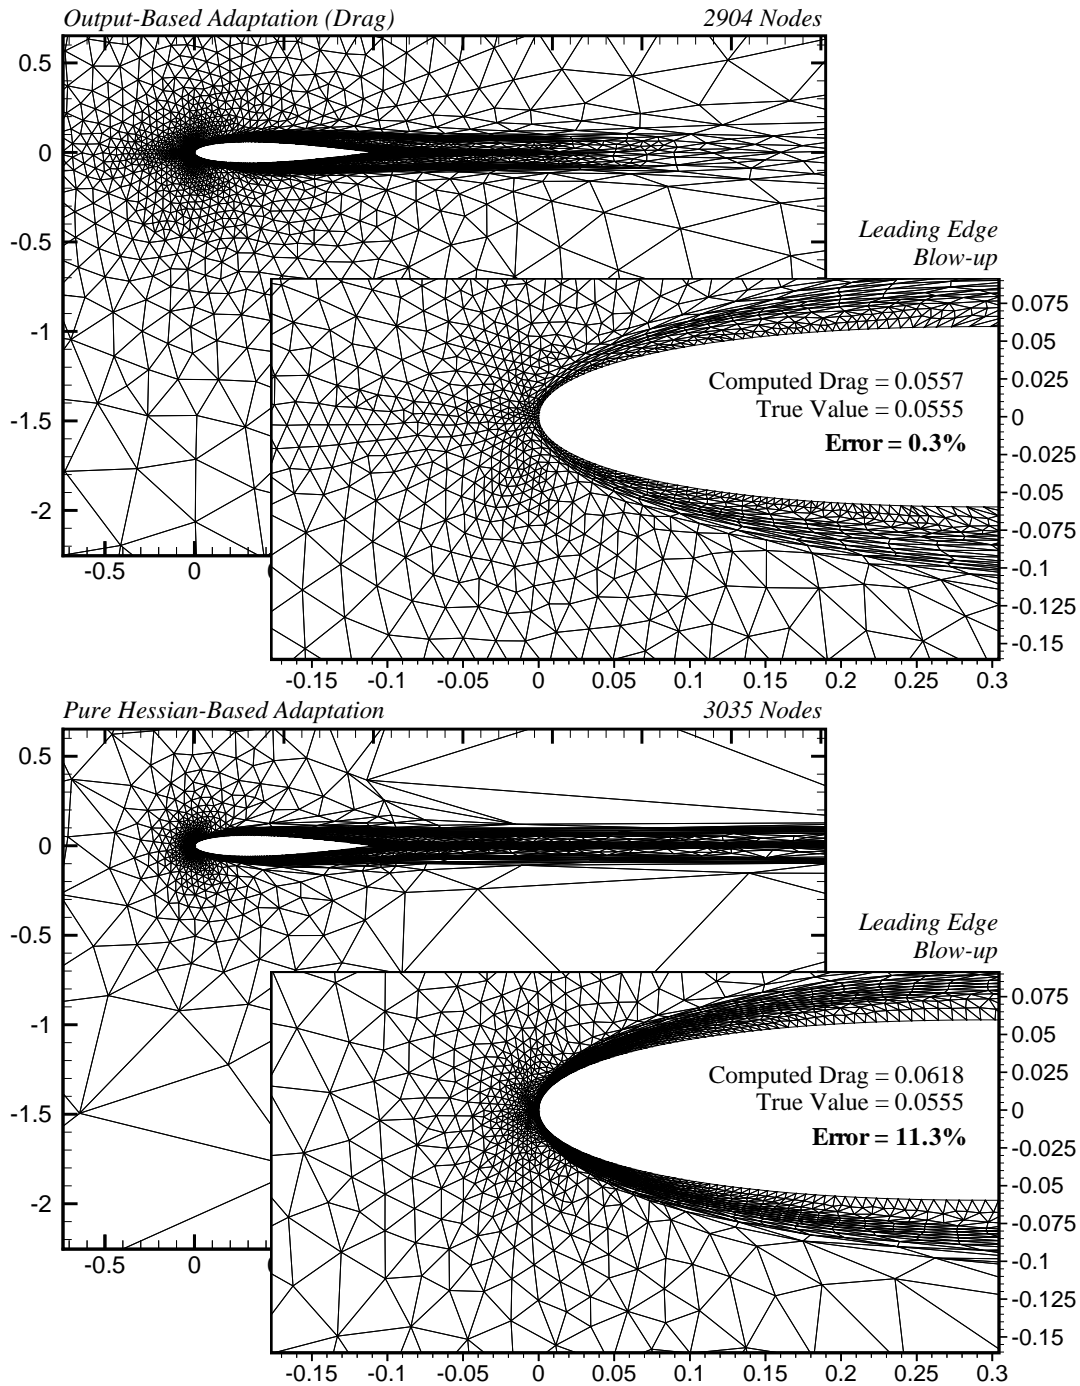 Output-Based Adaptation (Drag) 2904 Nodes
0.5
0
-0.5
-1
-1.5
-2
-0.5 0
Leading Edge
Blow-up
0.075
0.05
0.025
0
-0.025
-0.05
-0.075
-0.1
-0.125
-0.15
Computed Drag = 0.0557
True Value = 0.0555
Error = 0.3%
-0.15 -0.1 -0.05 0 0.05 0.1 0.15 0.2 0.25 0.3
Pure Hessian-Based Adaptation 3035 Nodes
0.5
0
-0.5
-1
-1.5
-2
-0.5 0
Leading Edge
Blow-up
0.075
0.05
0.025
0
-0.025
-0.05
-0.075
-0.1
-0.125
-0.15
Computed Drag = 0.0618
True Value = 0.0555
Error = 11.3%
-0.15 -0.1 -0.05 0 0.05 0.1 0.15 0.2 0.25 0.3